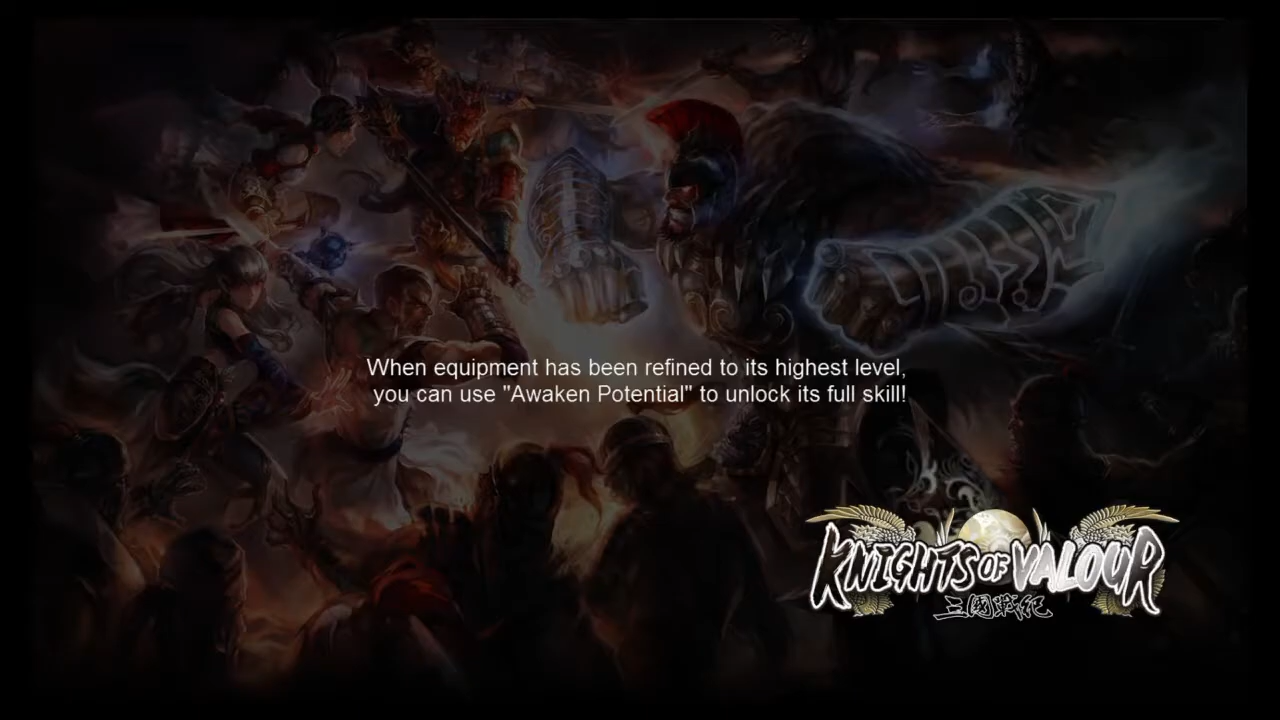 When equipment has been refined to its highest level,
you can use "Awaken Potential" to unlock its full skill!
KNIGHTS OF VALOUR
三國戰紀